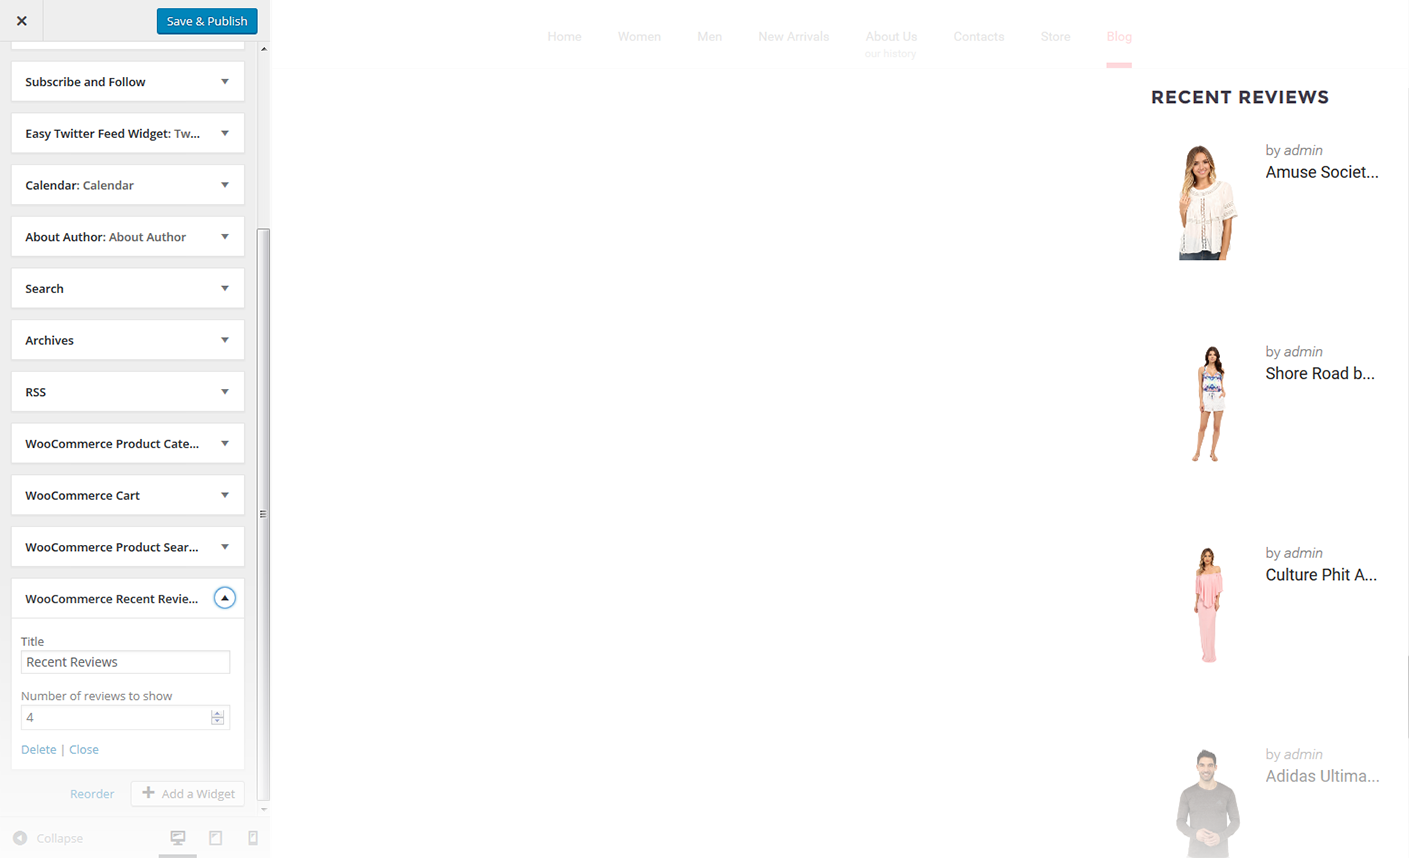 Save & Publish
Home Women Men New Arrivals About Us Contacts Store Blog
our history
Subscribe and Follow
Easy Twitter Feed Widget: Tw...
Calendar: Calendar
About Author: About Author
Search
Archives
RSS
WooCommerce Product Cate...
WooCommerce Cart
WooCommerce Product Sear...
WooCommerce Recent Revie...
Title
Recent Reviews
Number of reviews to show
4
Delete | Close
Reorder
Add a Widget
Collapse
RECENT REVIEWS
by admin
Amuse Societ...
by admin
Shore Road b...
by admin
Culture Phit A...
by admin
Adidas Ultima...